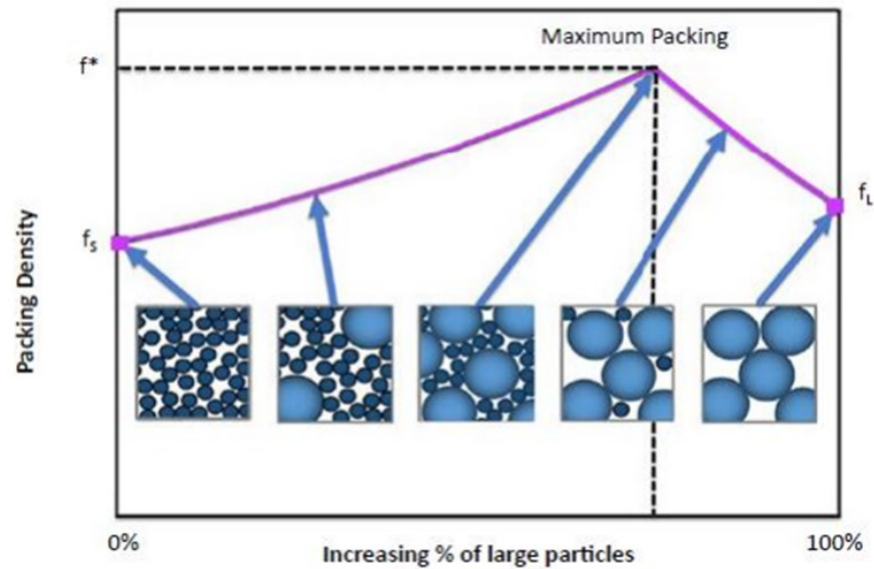 Maximum Packing
f*
fS
fL
Packing Density
0%
100%
Increasing % of large particles